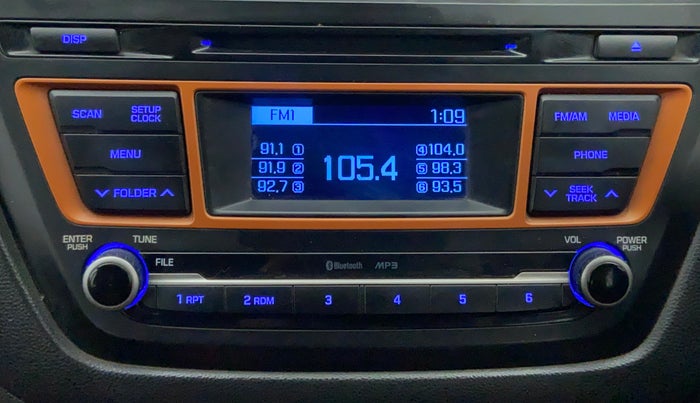 DISP
FM1 1:09
91.1 1
91.9 2
92.7 3
105.4
4 104.0
5 98.3
6 93.5
SCAN SETUP CLOCK
MENU
FOLDER
FM/AM MEDIA
PHONE
SEEK TRACK
ENTER PUSH TUNE
FILE
Bluetooth MP3
VOL POWER PUSH
1 RPT 2 RDM 3 4 5 6